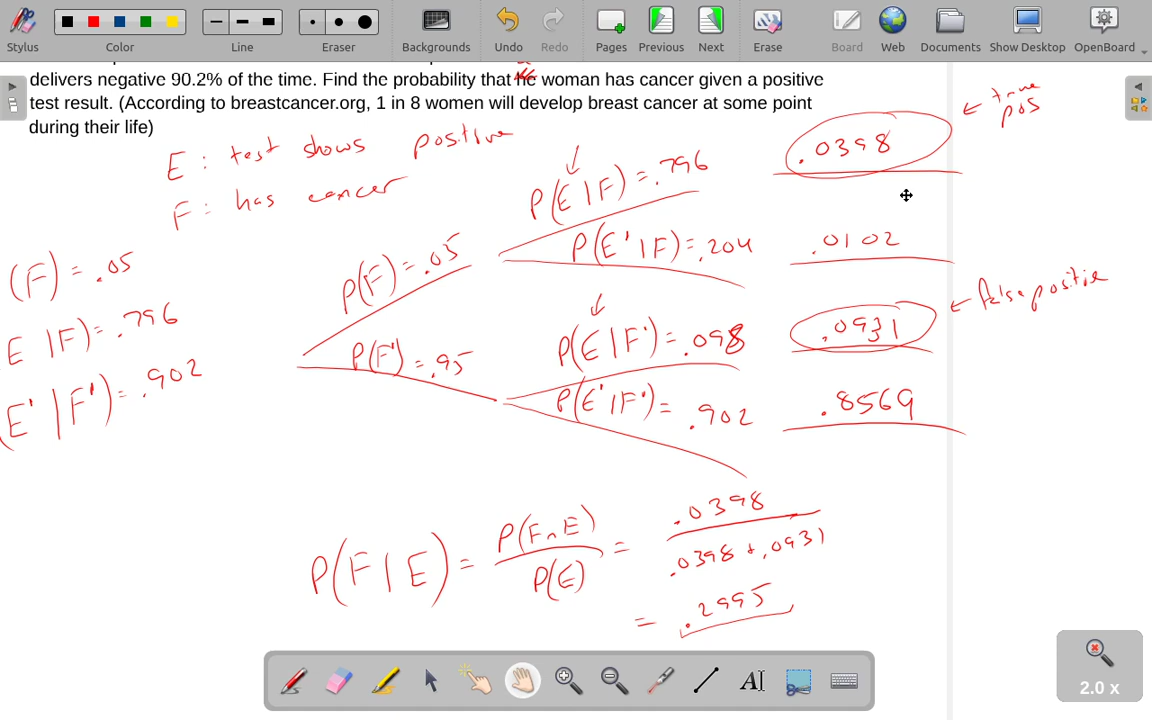 Stylus
Color
Line
Eraser
Backgrounds
Undo
Redo
Pages
Previous
Next
Erase
Board
Web
Documents
Show Desktop
OpenBoard
delivers negative 90.2% of the time. Find the probability that he woman has cancer given a positive
test result. (According to breastcancer.org, 1 in 8 women will develop breast cancer at some point
during their life)
E : test shows positive
F : has cancer
(F) = .05
E | F) = .796
E' | F') = .902
P(F) = .05
P(F') = .95
P(E | F) = .796
P(E' | F) = .204
P(E | F') = .098
P(E' | F') = .902
.0398
← true pos
.0102
.0931
← false positive
.8569
P(F | E) = P(F ∩ E) / P(E) = .0398 / .0398 + .0931
= .2995
2.0 x